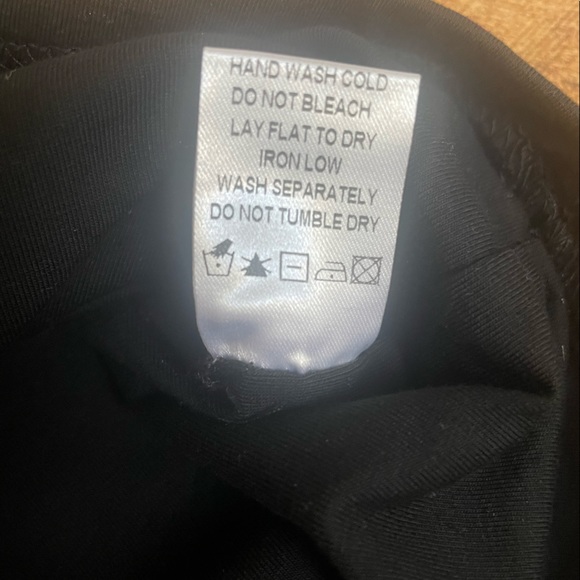 HAND WASH COLD
DO NOT BLEACH
LAY FLAT TO DRY
IRON LOW
WASH SEPARATELY
DO NOT TUMBLE DRY